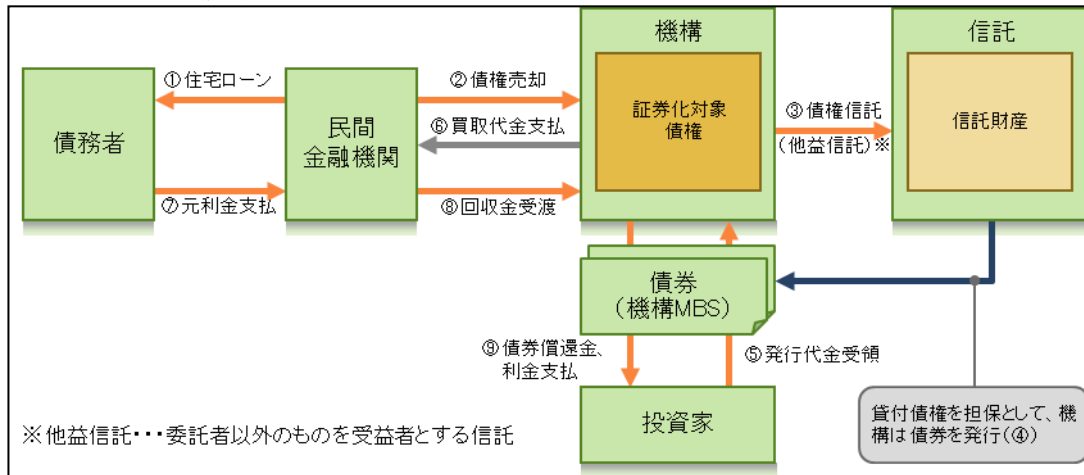 機構
信託
①住宅ローン
②債権売却
証券化対象
債権
③債権信託
(他益信託)※
信託財産
債務者
民間
金融機関
⑥買取代金支払
⑦元利金支払
⑧回収金受渡
債券
(機構MBS)
⑨債券償還金、
利金支払
⑤発行代金受領
投資家
貸付債権を担保として、機
構は債券を発行(④)
※他益信託・・・委託者以外のものを受益者とする信託